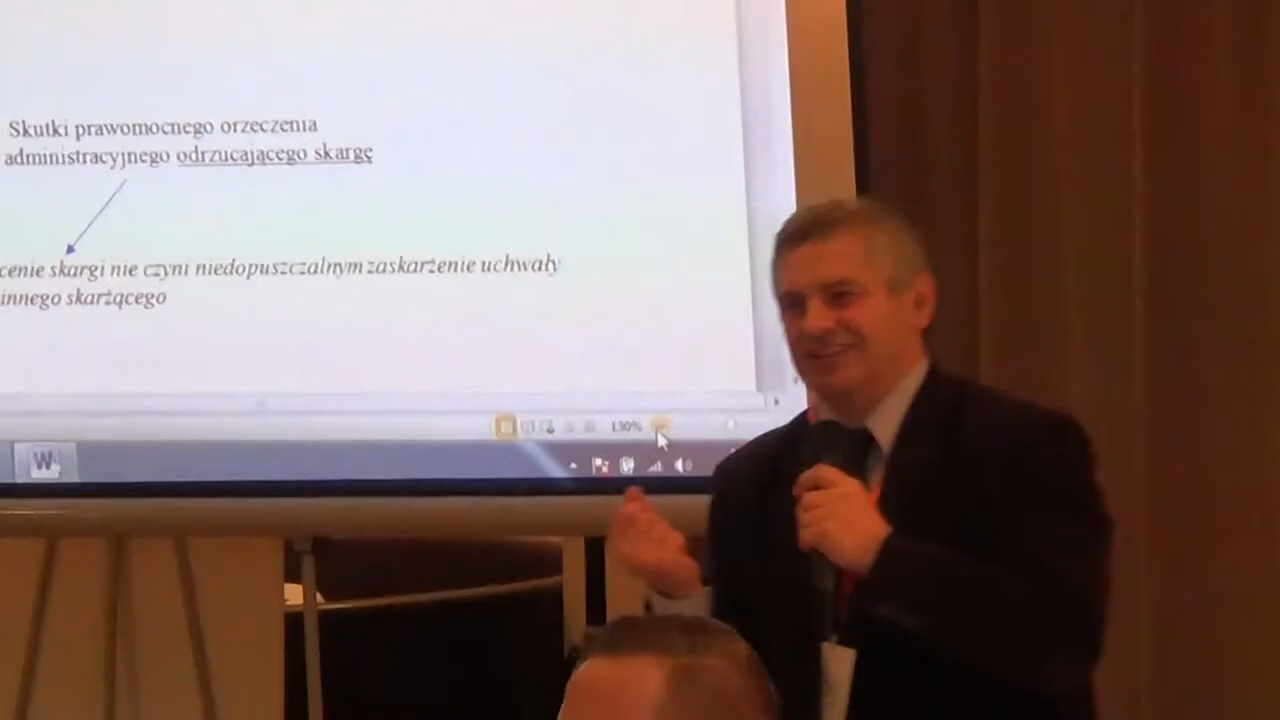 Skutki prawomocnego orzeczenia
administracyjnego odrzucającego skargę
cenie skargi nie czyni niedopuszczalnym zaskarżenie uchwały
innego skarżącego
130%
W